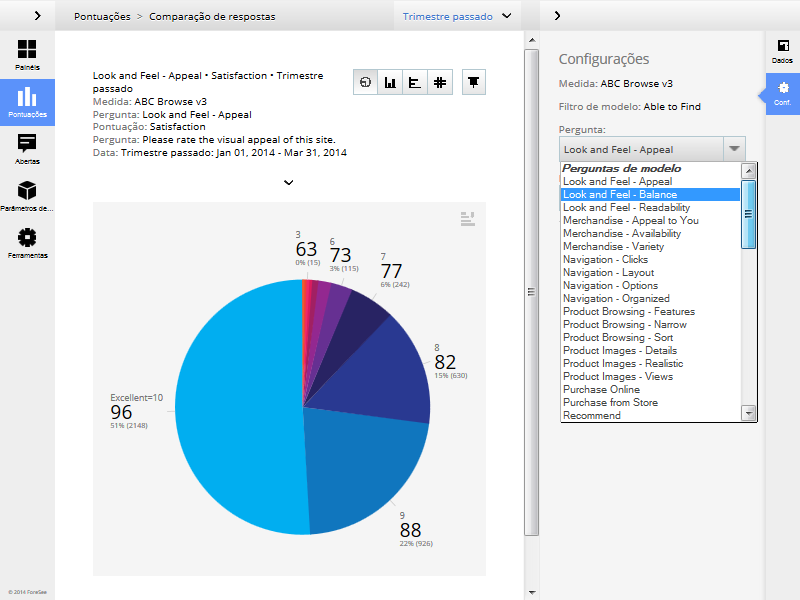 Pontuações > Comparação de respostas
Trimestre passado
Painéis
Pontuações
Abertas
Parâmetros de...
Ferramentas
© 2014 ForeSee
Look and Feel - Appeal • Satisfaction • Trimestre
passado
Medida: ABC Browse v3
Pergunta: Look and Feel - Appeal
Pontuação: Satisfaction
Pergunta: Please rate the visual appeal of this site.
Data: Trimestre passado: Jan 01, 2014 - Mar 31, 2014
3
63
0% (15)
6
73
3% (115)
7
77
6% (242)
8
82
15% (630)
Excellent=10
96
51% (2148)
9
88
22% (926)
Configurações
Medida: ABC Browse v3
Filtro de modelo: Able to Find
Pergunta:
Look and Feel - Appeal
Perguntas de modelo
Look and Feel - Appeal
Look and Feel - Balance
Look and Feel - Readability
Merchandise - Appeal to You
Merchandise - Availability
Merchandise - Variety
Navigation - Clicks
Navigation - Layout
Navigation - Options
Navigation - Organized
Product Browsing - Features
Product Browsing - Narrow
Product Browsing - Sort
Product Images - Details
Product Images - Realistic
Product Images - Views
Purchase Online
Purchase from Store
Recommend
Dados
Conf.